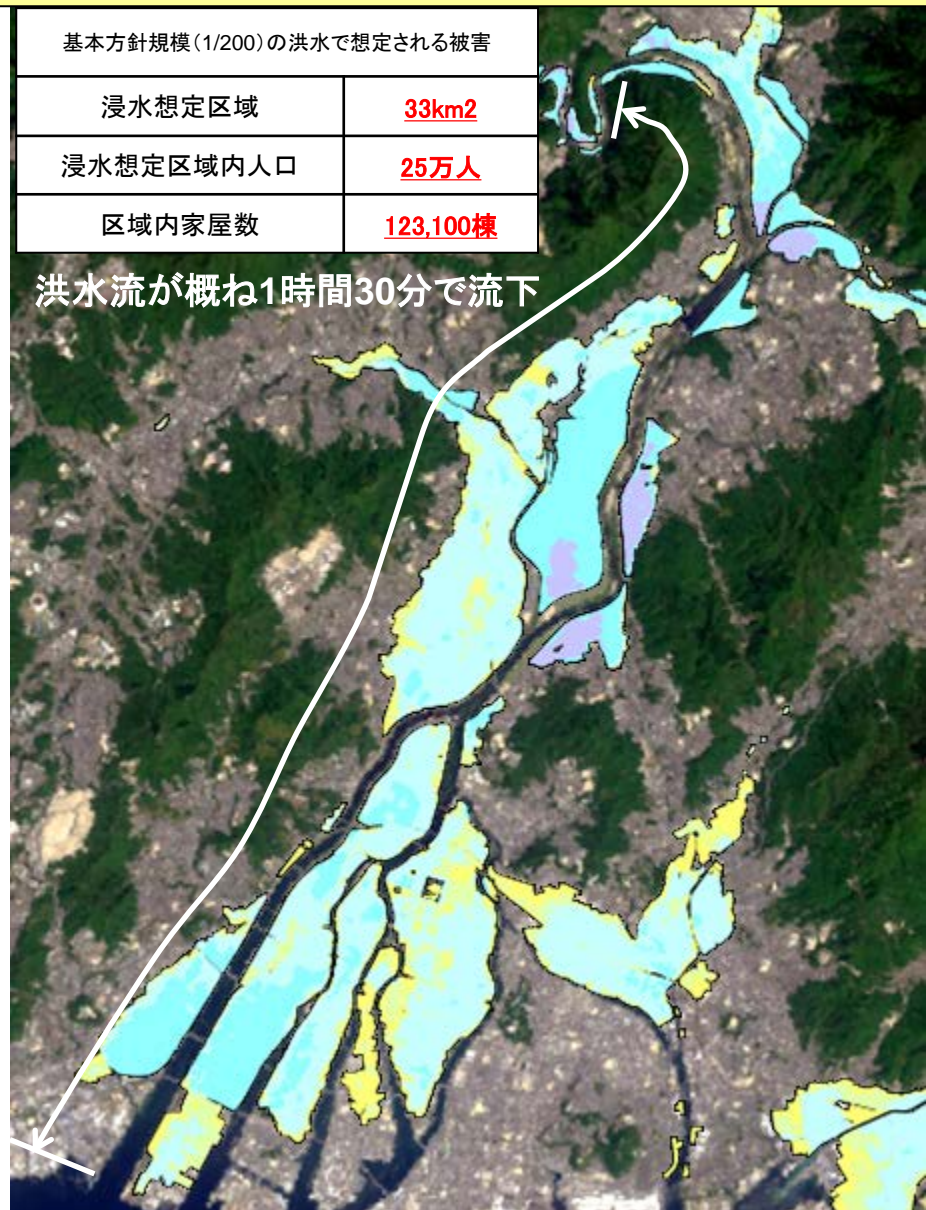 基本方針規模(1/200)の洪水で想定される被害
浸水想定区域 33km2
浸水想定区域内人口 25万人
区域内家屋数 123,100棟
洪水流が概ね1時間30分で流下